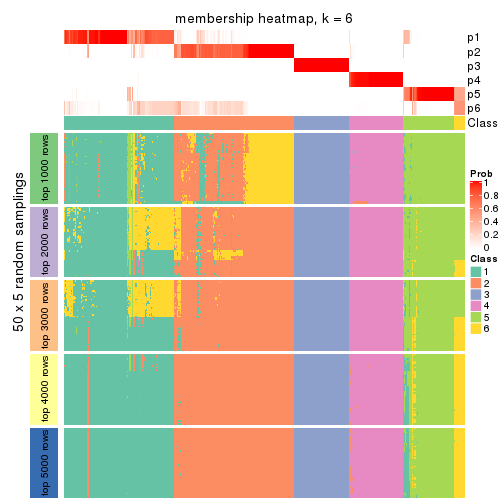 membership heatmap, k = 6
p1
p2
p3
p4
p5
p6
Class
50 x 5 random samplings
top 1000 rows
top 2000 rows
top 3000 rows
top 4000 rows
top 5000 rows
Prob
1
0.8
0.6
0.4
0.2
0
Class
1
2
3
4
5
6